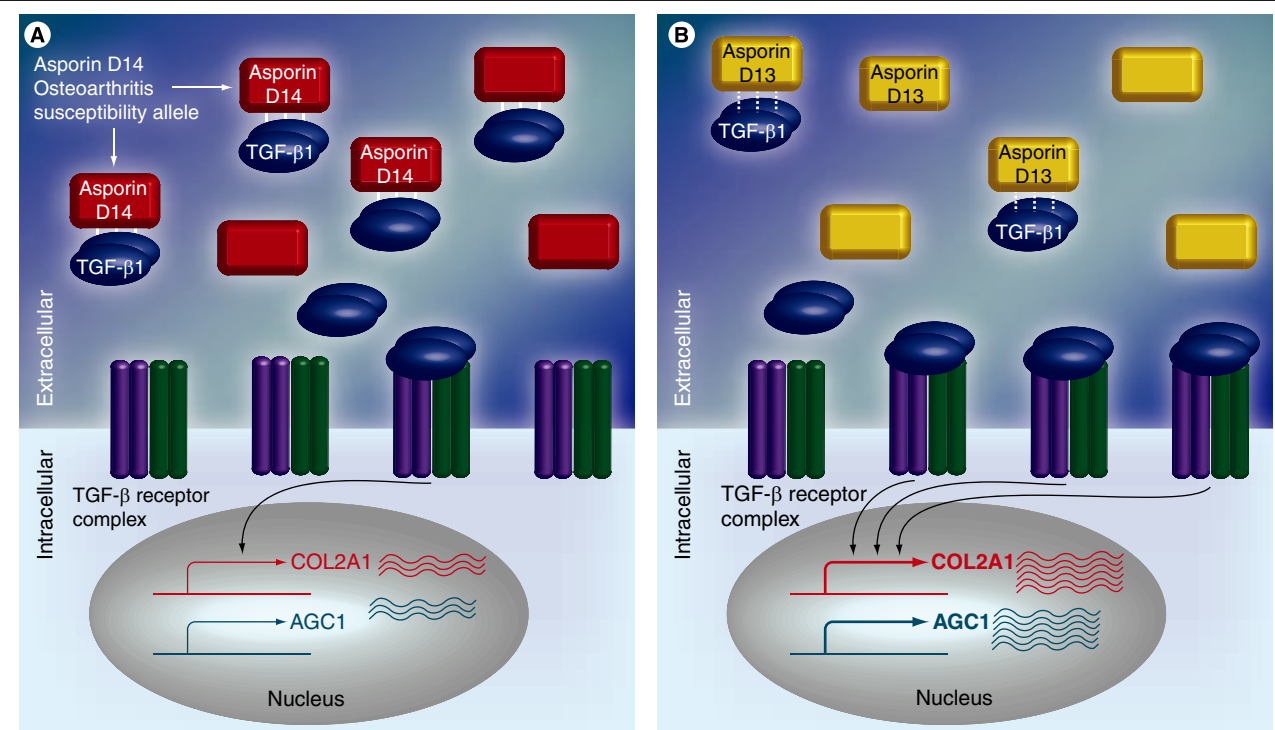 A
Asporin D14
Osteoarthritis
susceptibility allele
Asporin
D14
TGF-β1
Asporin
D14
Asporin
D14
TGF-β1
Extracellular
Intracellular
TGF-β receptor
complex
COL2A1
AGC1
Nucleus
B
Asporin
D13
TGF-β1
Asporin
D13
Asporin
D13
TGF-β1
Extracellular
Intracellular
TGF-β receptor
complex
COL2A1
AGC1
Nucleus